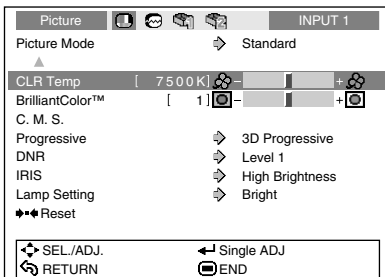 Picture INPUT 1
Picture Mode Standard
CLR Temp [ 7500K] - +
BrilliantColor™ [ 1] - +
C. M. S.
Progressive 3D Progressive
DNR Level 1
IRIS High Brightness
Lamp Setting Bright
Reset
SEL./ADJ. Single ADJ
RETURN END